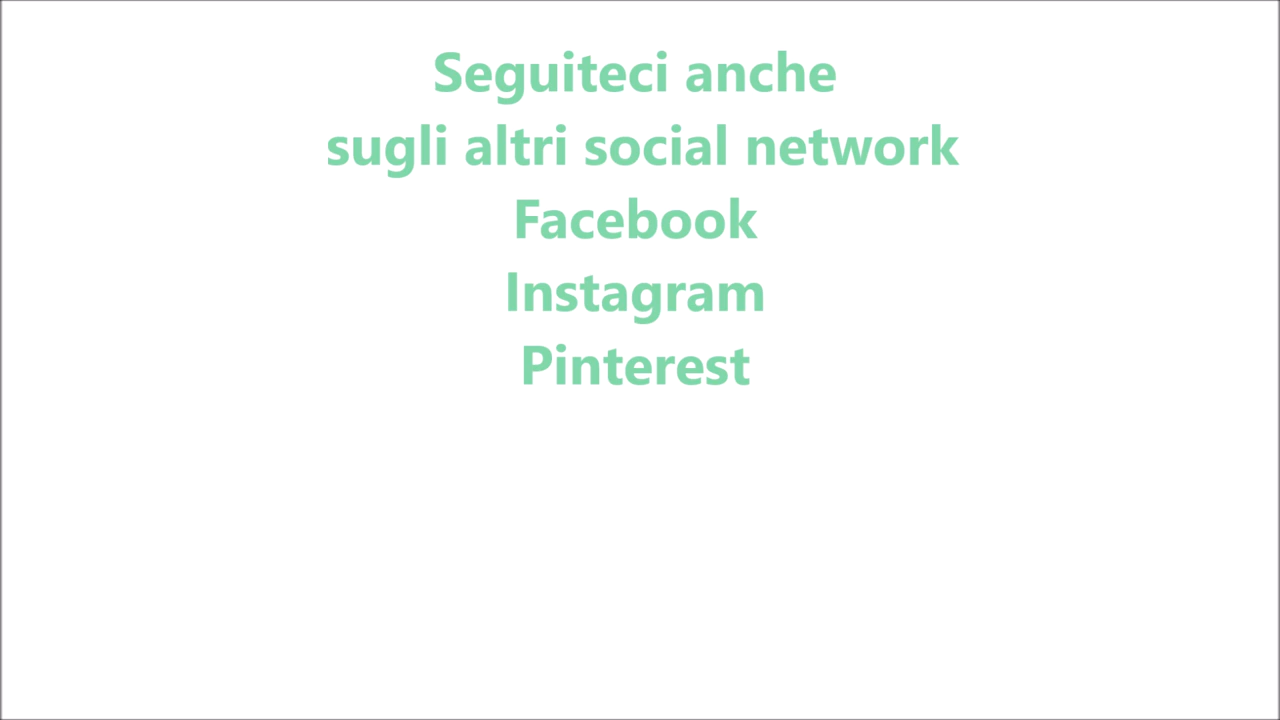 Seguiteci anche
sugli altri social network
Facebook
Instagram
Pinterest